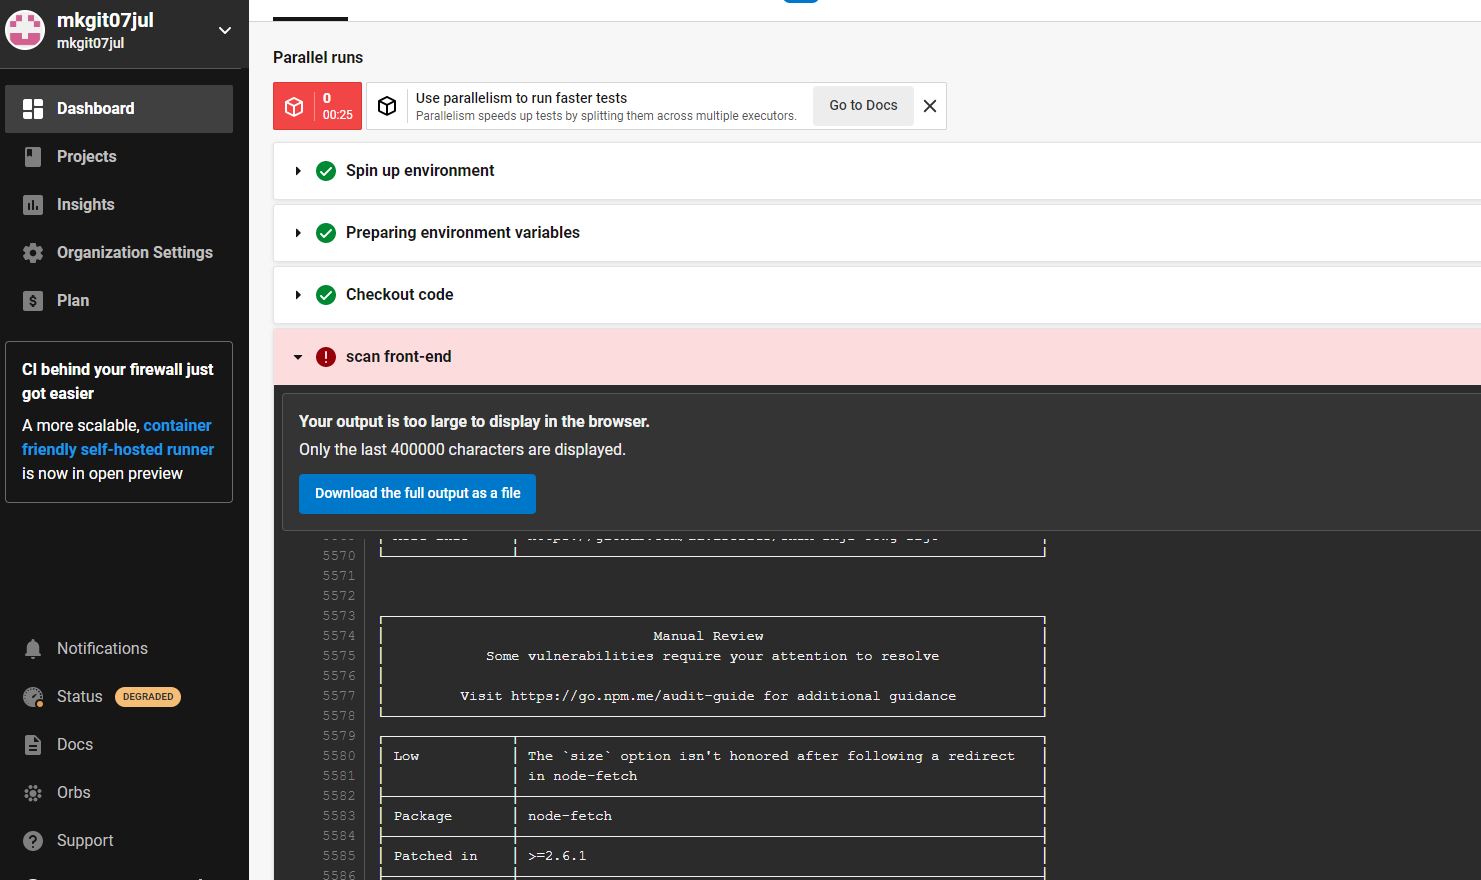 mkgit07jul
mkgit07jul
Dashboard
Projects
Insights
Organization Settings
Plan
CI behind your firewall just
got easier
A more scalable, container
friendly self-hosted runner
is now in open preview
Notifications
Status DEGRADED
Docs
Orbs
Support
Parallel runs
0
00:25
Use parallelism to run faster tests
Parallelism speeds up tests by splitting them across multiple executors.
Go to Docs
Spin up environment
Preparing environment variables
Checkout code
scan front-end
Your output is too large to display in the browser.
Only the last 400000 characters are displayed.
Download the full output as a file
5570
5571
5572
5573
5574 Manual Review
5575 Some vulnerabilities require your attention to resolve
5576
5577 Visit https://go.npm.me/audit-guide for additional guidance
5578
5579
5580 Low The `size` option isn't honored after following a redirect
5581 in node-fetch
5582
5583 Package node-fetch
5584
5585 Patched in >=2.6.1
5586